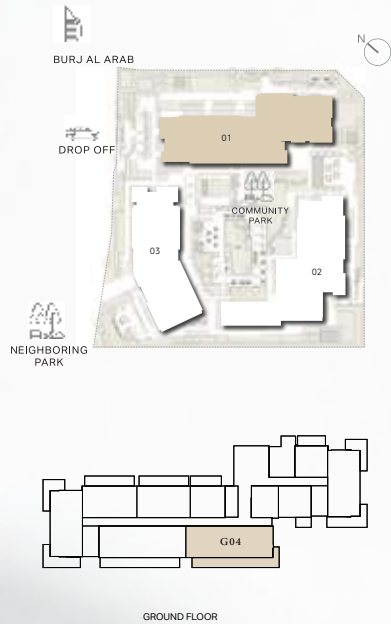 N
BURJ AL ARAB
DROP OFF
01
COMMUNITY
PARK
03
02
NEIGHBORING
PARK
G04
GROUND FLOOR